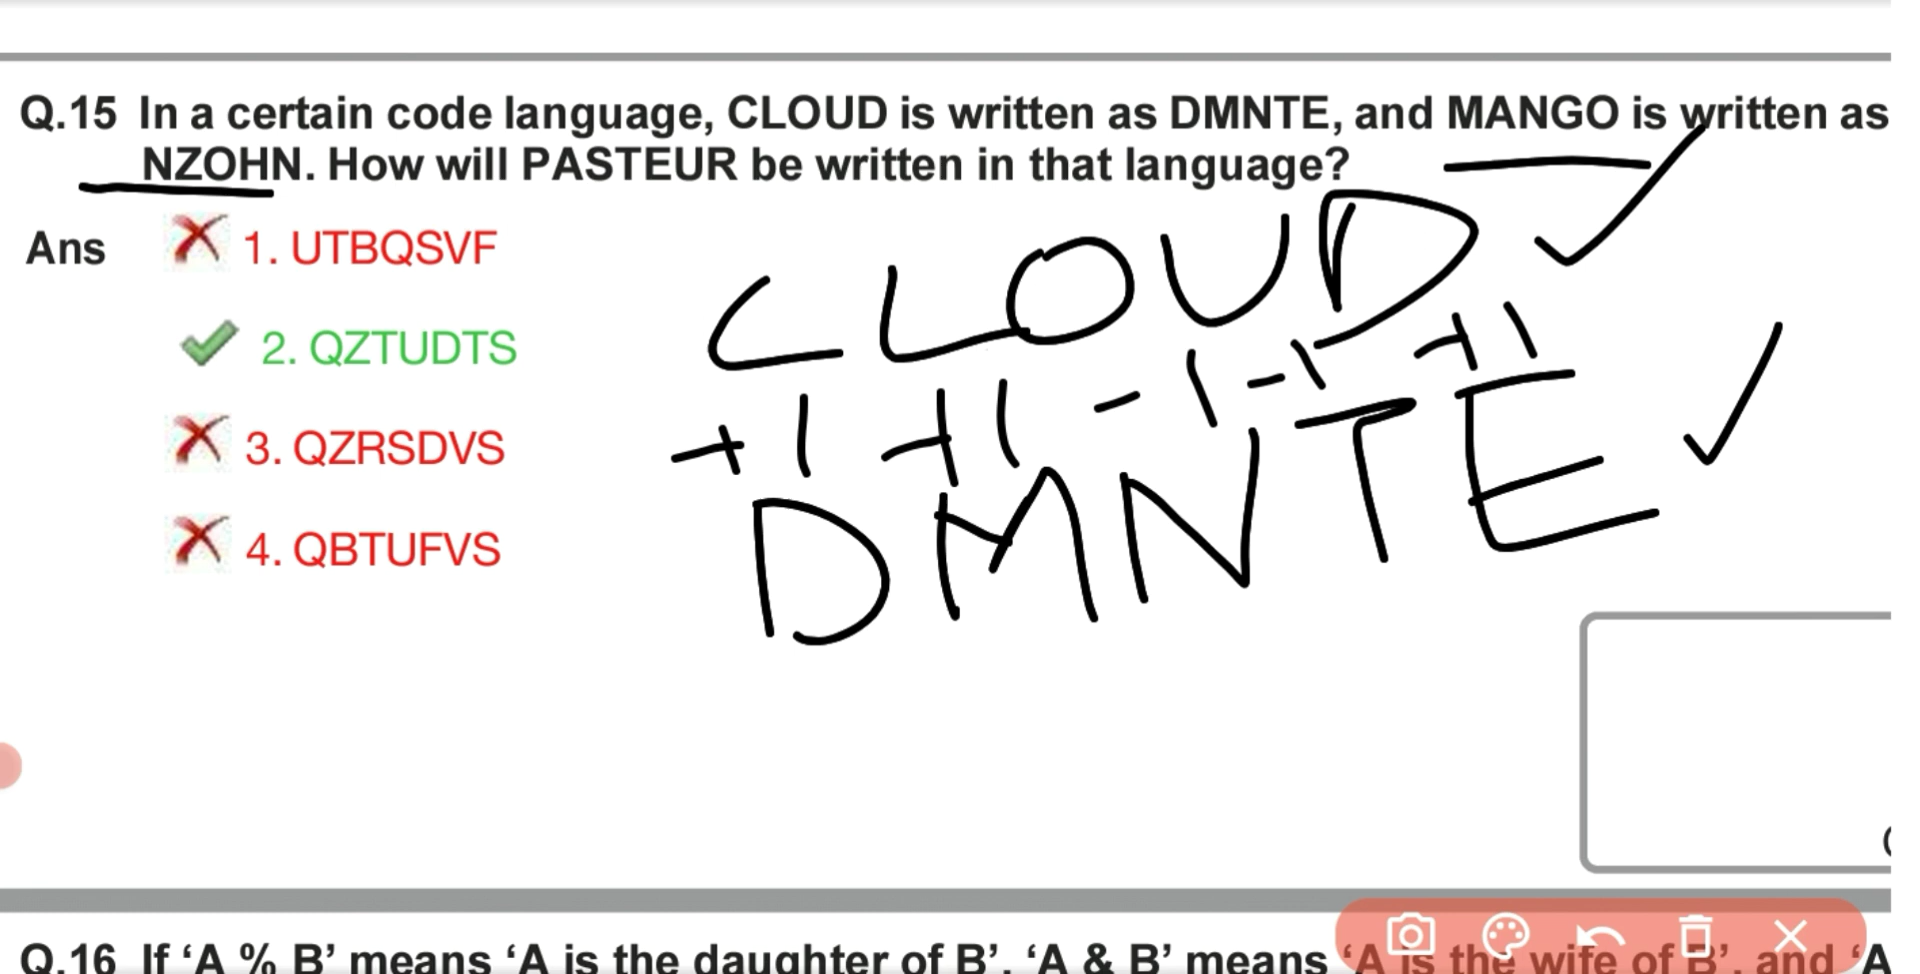 Q.15 In a certain code language, CLOUD is written as DMNTE, and MANGO is written as
NZOHN. How will PASTEUR be written in that language?
Ans 1. UTBQSVF
2. QZTUDTS
3. QZRSDVS
4. QBTUFVS
CLOUD
+1 +1 -1 -1 +1
DMNTE
Q.16 If ‘A % B’ means ‘A is the daughter of B’, ‘A & B’ means ‘A is the wife of B’, and ‘A